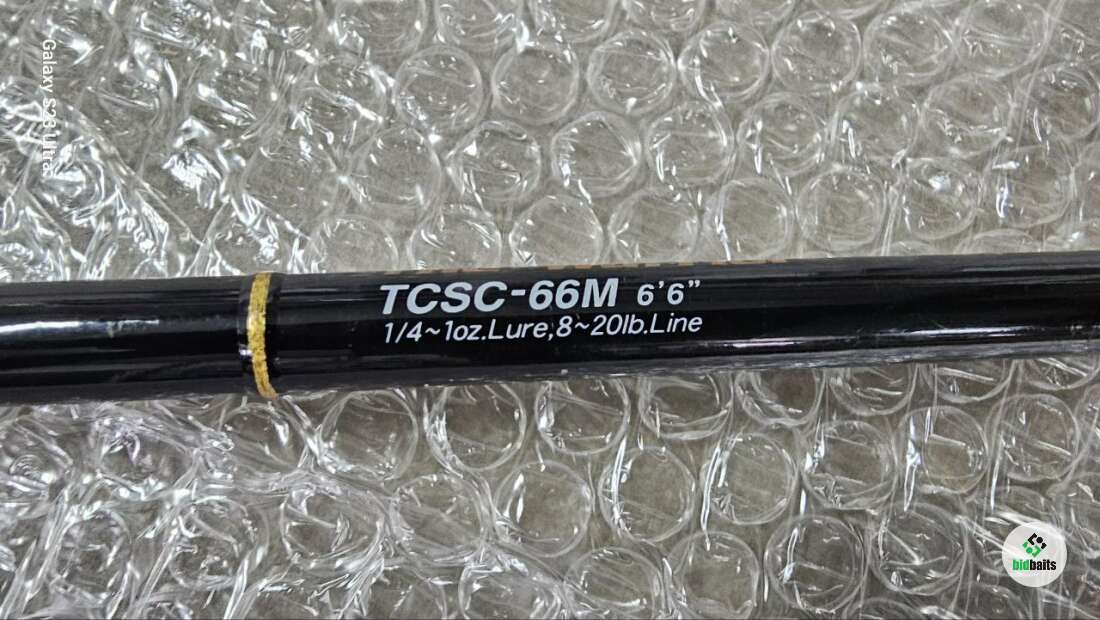 TCSC-66M 6'6"
1/4~1oz.Lure,8~20lb.Line
Galaxy S23 Ultra
bidbaits